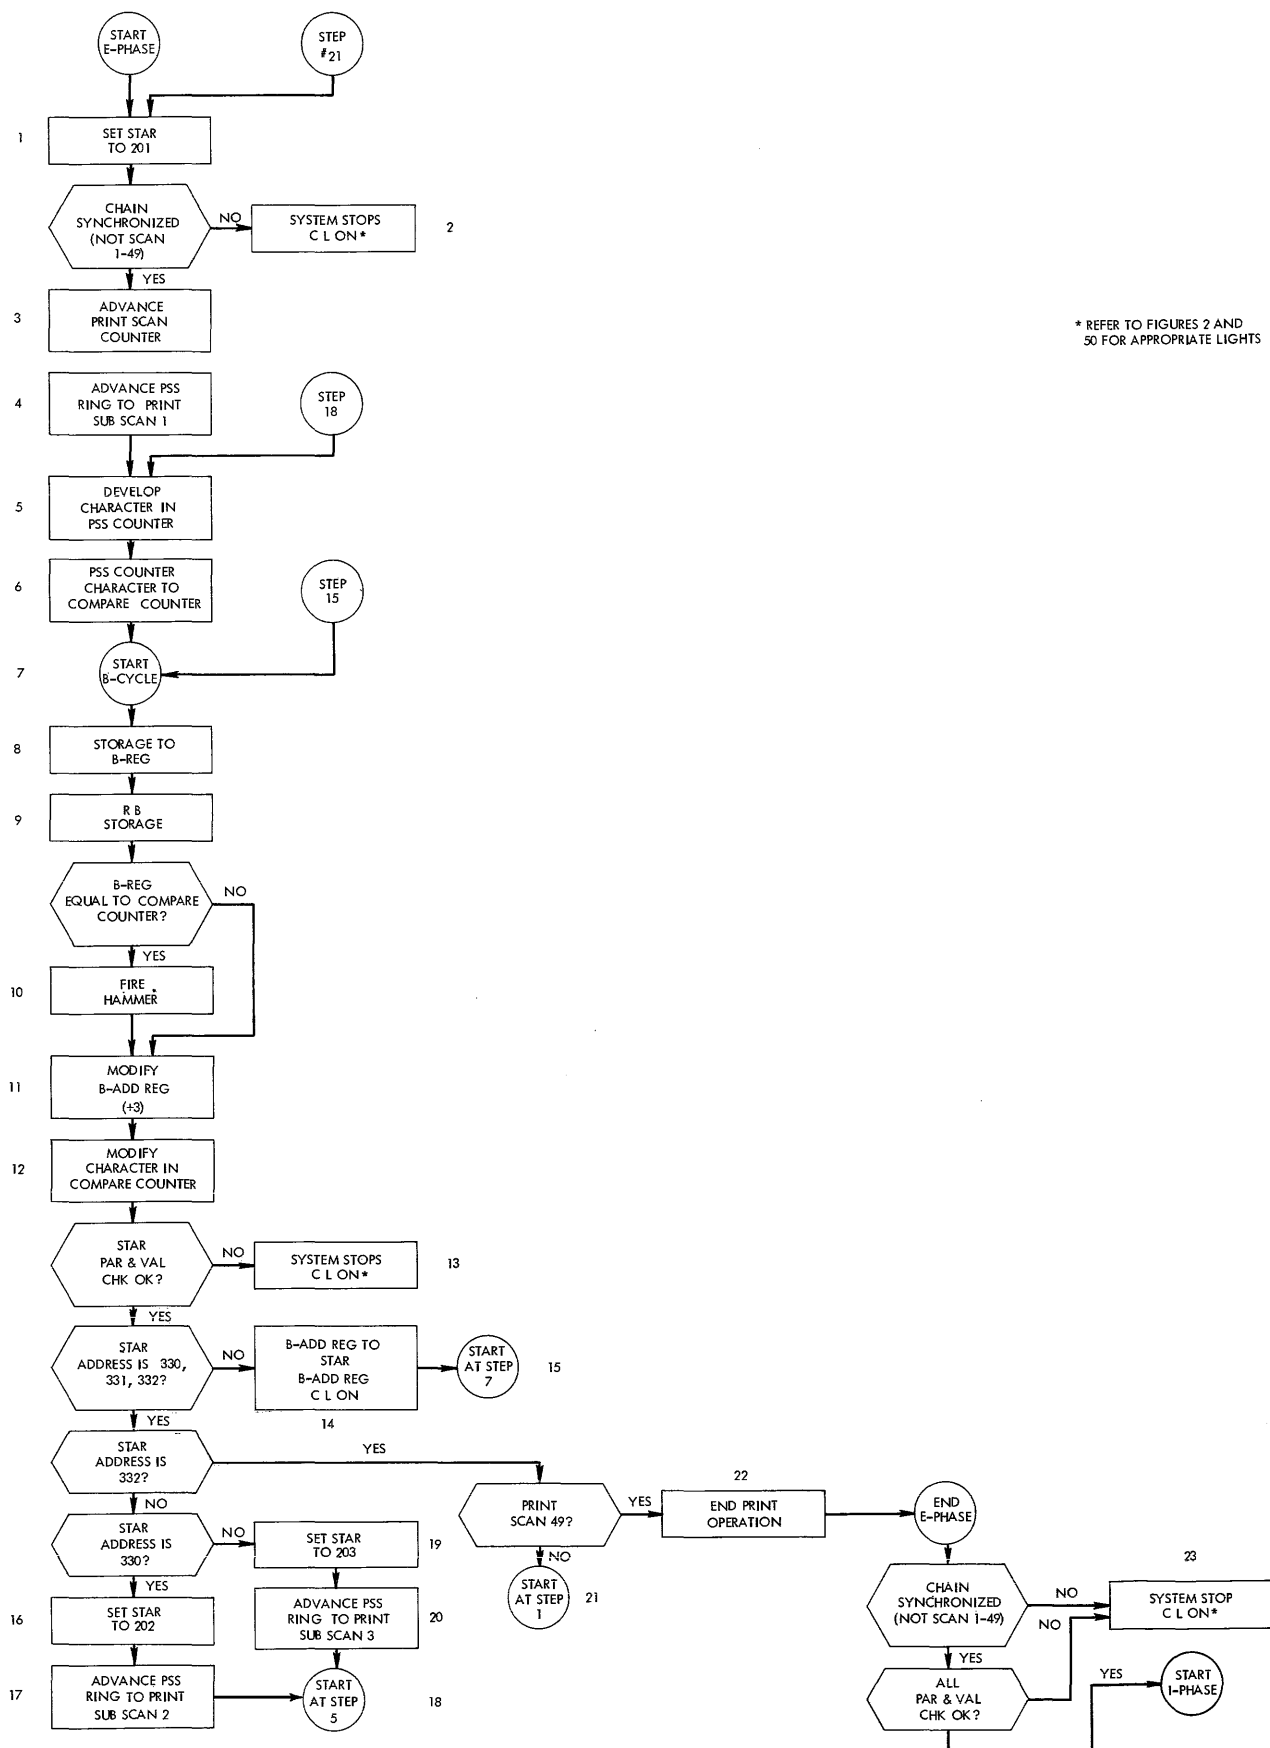 START
E-PHASE
STEP
#21
1
SET STAR
TO 201
CHAIN
SYNCHRONIZED
(NOT SCAN
1-49)
NO
SYSTEM STOPS
C L ON*
2
YES
3
ADVANCE
PRINT SCAN
COUNTER
* REFER TO FIGURES 2 AND
50 FOR APPROPRIATE LIGHTS
4
ADVANCE PSS
RING TO PRINT
SUB SCAN 1
STEP
18
5
DEVELOP
CHARACTER IN
PSS COUNTER
6
PSS COUNTER
CHARACTER TO
COMPARE COUNTER
STEP
15
7
START
B-CYCLE
8
STORAGE TO
B-REG
9
R B
STORAGE
B-REG
EQUAL TO COMPARE
COUNTER?
NO
YES
10
FIRE
HAMMER
11
MODIFY
B-ADD REG
(+3)
12
MODIFY
CHARACTER IN
COMPARE COUNTER
STAR
PAR & VAL
CHK OK?
NO
SYSTEM STOPS
C L ON*
13
YES
STAR
ADDRESS IS 330,
331, 332?
NO
B-ADD REG TO
STAR
B-ADD REG
C L ON
14
START
AT STEP
7
15
YES
STAR
ADDRESS IS
332?
YES
NO
PRINT
SCAN 49?
YES
22
END PRINT
OPERATION
END
E-PHASE
NO
START
AT STEP
1
21
STAR
ADDRESS IS
330?
NO
SET STAR
TO 203
19
YES
16
SET STAR
TO 202
ADVANCE PSS
RING TO PRINT
SUB SCAN 3
20
17
ADVANCE PSS
RING TO PRINT
SUB SCAN 2
START
AT STEP
5
18
CHAIN
SYNCHRONIZED
(NOT SCAN 1-49)
NO
NO
23
SYSTEM STOP
C L ON*
YES
ALL
PAR & VAL
CHK OK?
YES
START
I-PHASE